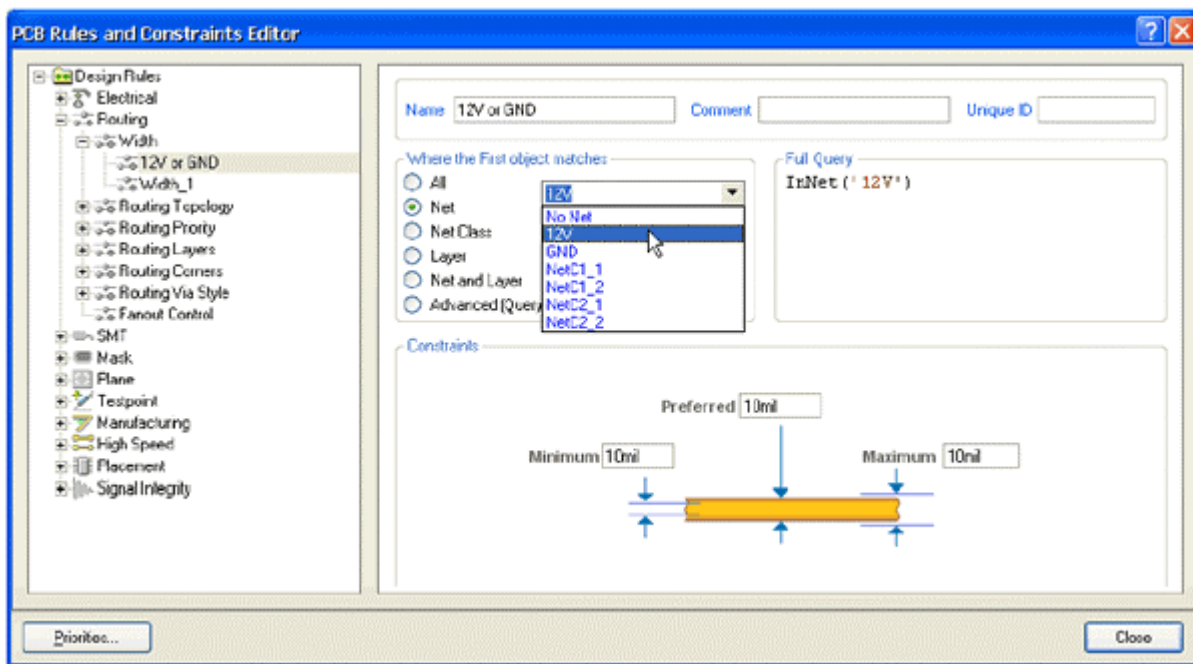 PCB Rules and Constraints Editor
Design Rules
Electrical
Routing
Width
12V or GND
Width_1
Routing Topology
Routing Priority
Routing Layers
Routing Corners
Routing Via Style
Fanout Control
SMT
Mask
Plane
Testpoint
Manufacturing
High Speed
Placement
Signal Integrity
Name 12V or GND Comment Unique ID
Where the First object matches
All
Net
Net Class
Layer
Net and Layer
Advanced (Query
12V
No Net
12V
GND
NetC1_1
NetC1_2
NetC2_1
NetC2_2
Full Query
InNet('12V')
Constraints
Preferred 10mil
Minimum 10mil Maximum 10mil
Priorities... Close